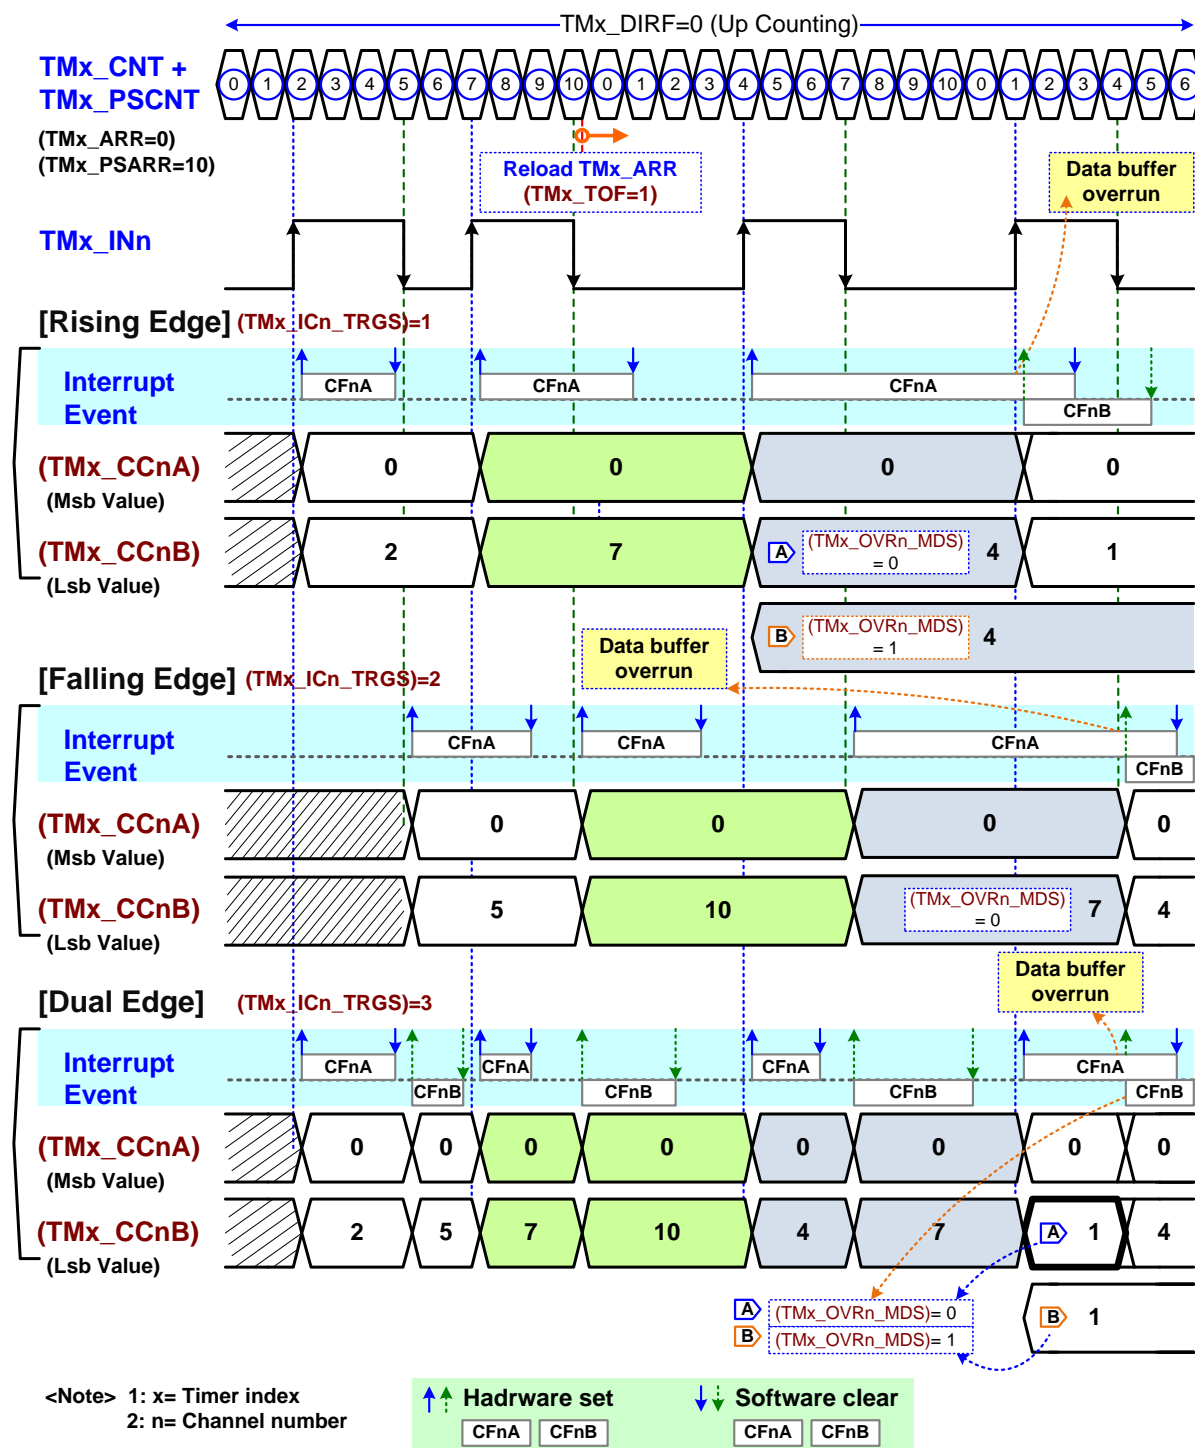 TMx_DIRF=0 (Up Counting)
TMx_CNT +
TMx_PSCNT
0 1 2 3 4 5 6 7 8 9 10 0 1 2 3 4 5 6 7 8 9 10 0 1 2 3 4 5 6
(TMx_ARR=0)
(TMx_PSARR=10)
Reload TMx_ARR
(TMx_TOF=1)
Data buffer
overrun
TMx_INn
[Rising Edge] (TMx_ICn_TRGS)=1
Interrupt
Event
CFnA CFnA CFnA
CFnB
(TMx_CCnA)
(Msb Value)
0 0 0 0
(TMx_CCnB)
(Lsb Value)
2 7 A (TMx_OVRn_MDS)
= 0 4 1
B (TMx_OVRn_MDS)
= 1 4
Data buffer
overrun
[Falling Edge] (TMx_ICn_TRGS)=2
Interrupt
Event
CFnA CFnA CFnA
CFnB
(TMx_CCnA)
(Msb Value)
0 0 0 0
(TMx_CCnB)
(Lsb Value)
5 10 (TMx_OVRn_MDS)
= 0 7 4
Data buffer
overrun
[Dual Edge] (TMx_ICn_TRGS)=3
Interrupt
Event
CFnA CFnA CFnA CFnA
CFnB CFnB CFnB CFnB
(TMx_CCnA)
(Msb Value)
0 0 0 0 0 0 0 0
(TMx_CCnB)
(Lsb Value)
2 5 7 10 4 7 A 1 4
A (TMx_OVRn_MDS)= 0
B (TMx_OVRn_MDS)= 1
B 1
<Note> 1: x= Timer index
2: n= Channel number
Hadrware set
CFnA CFnB
Software clear
CFnA CFnB